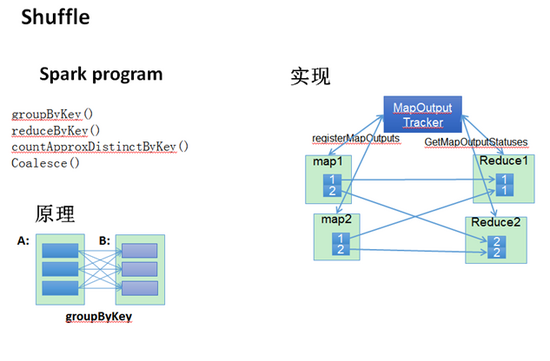 Shuffle
Spark program
groupByKey()
reduceByKey()
countApproxDistinctByKey()
Coalesce()
原理
A:
B:
groupByKey
实现
MapOutput
Tracker
registerMapOutputs
GetMapOutputStatuses
map1
1
2
Reduce1
1
1
map2
1
2
Reduce2
2
2